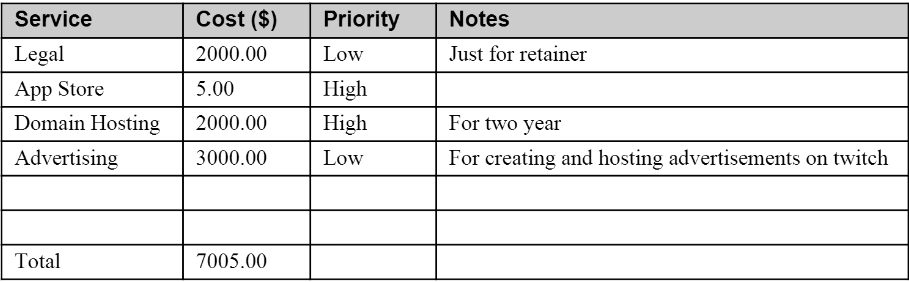 Service Cost ($) Priority Notes
Legal 2000.00 Low Just for retainer
App Store 5.00 High
Domain Hosting 2000.00 High For two year
Advertising 3000.00 Low For creating and hosting advertisements on twitch
Total 7005.00